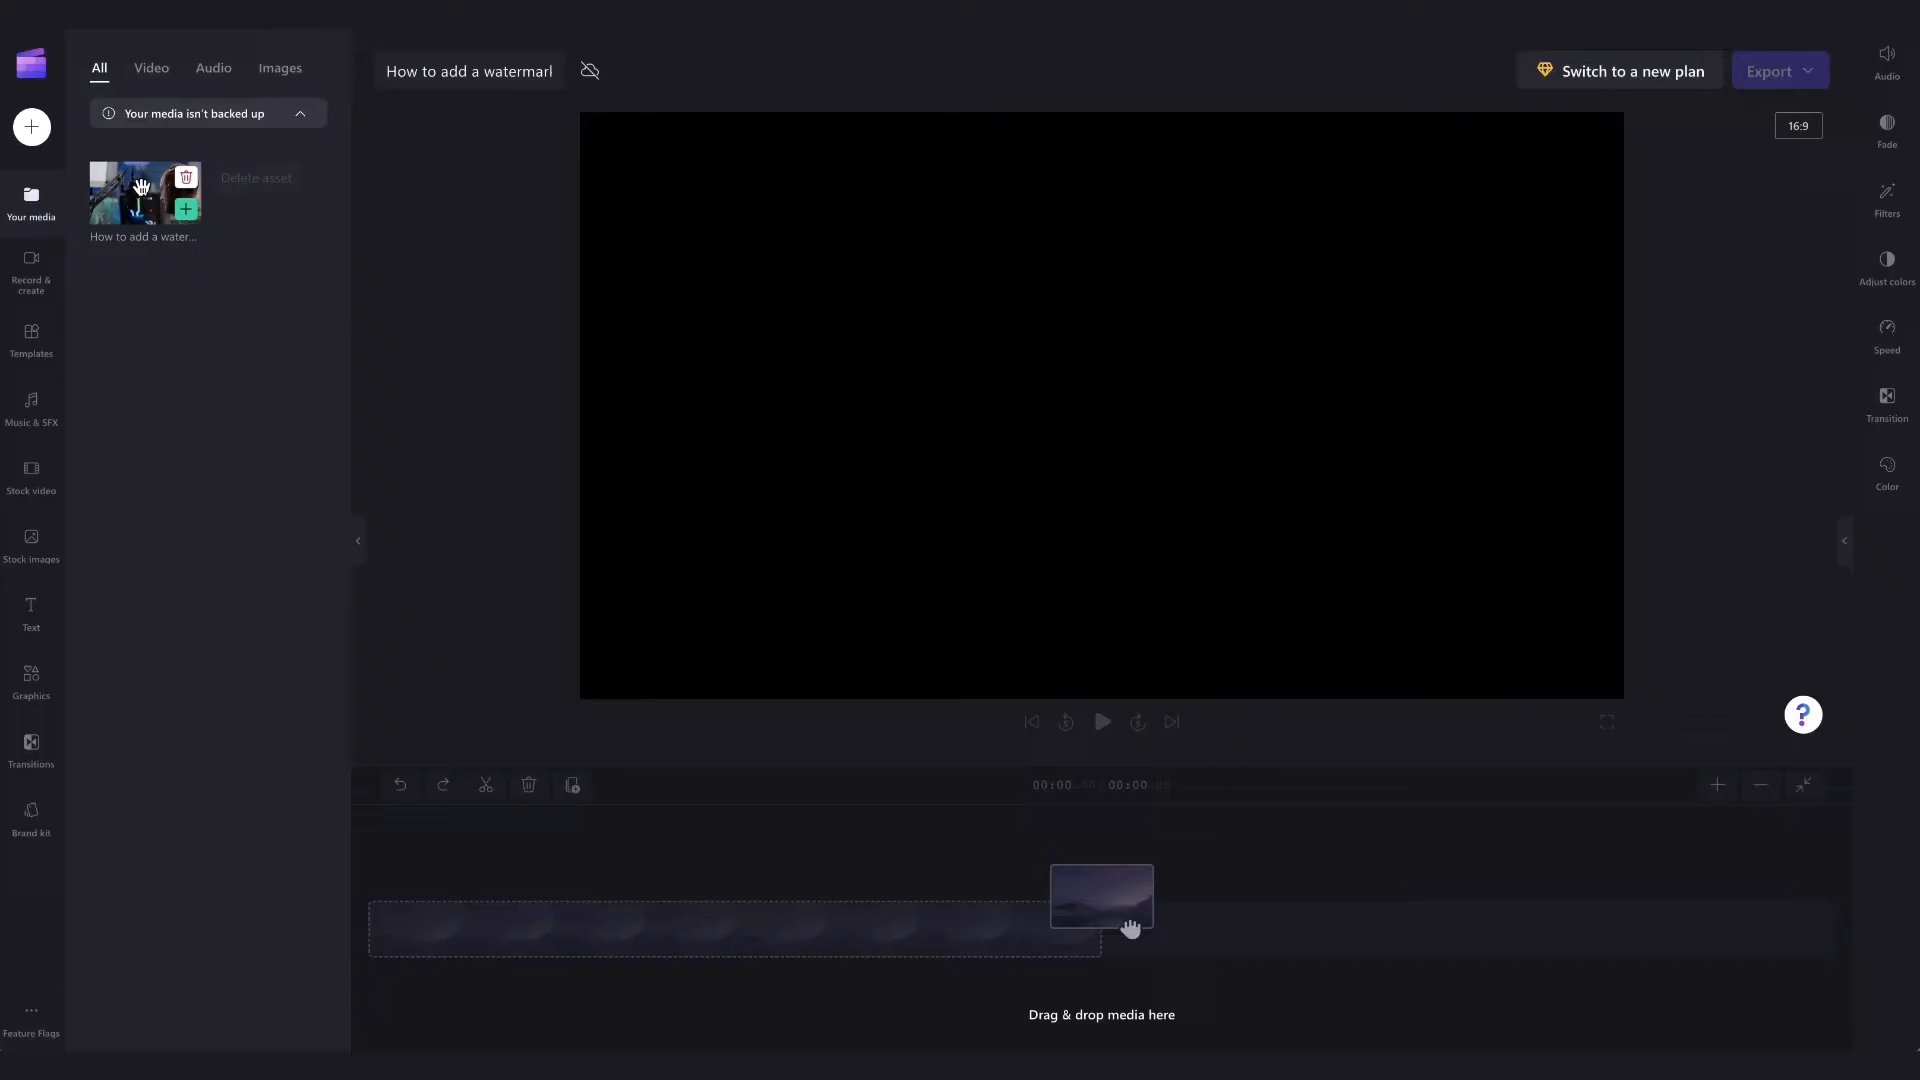 All
Video
Audio
Images
Your media isn't backed up
Delete asset
How to add a water...
Your media
Record &
create
Templates
Music & SFX
Stock video
Stock images
Text
Graphics
Transitions
Brand kit
Feature Flags
How to add a watermarl
Switch to a new plan
Export
16:9
Audio
Fade
Filters
Adjust colors
Speed
Transition
Color
5
5
?
00:00
00:00
Drag & drop media here